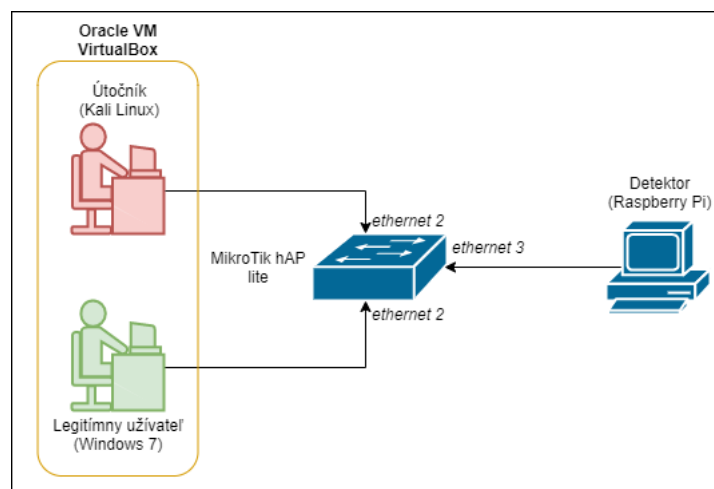 Oracle VM
VirtualBox
Útočník
(Kali Linux)
ethernet 2
MikroTik hAP
lite
ethernet 3
Detektor
(Raspberry Pi)
ethernet 2
Legitímny užívateľ
(Windows 7)